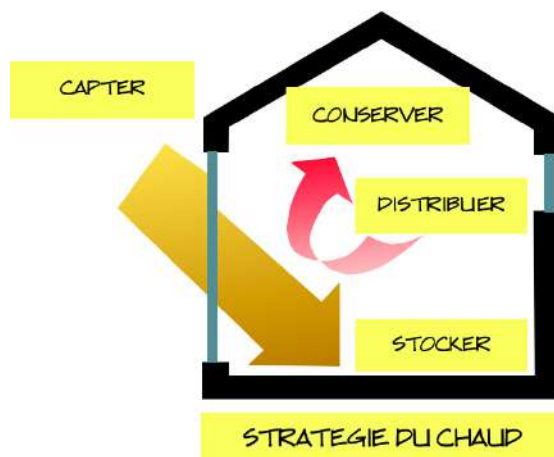 CAPTER
CONSERVER
DISTRIBUER
STOCKER
STRATEGIE DU CHAUD